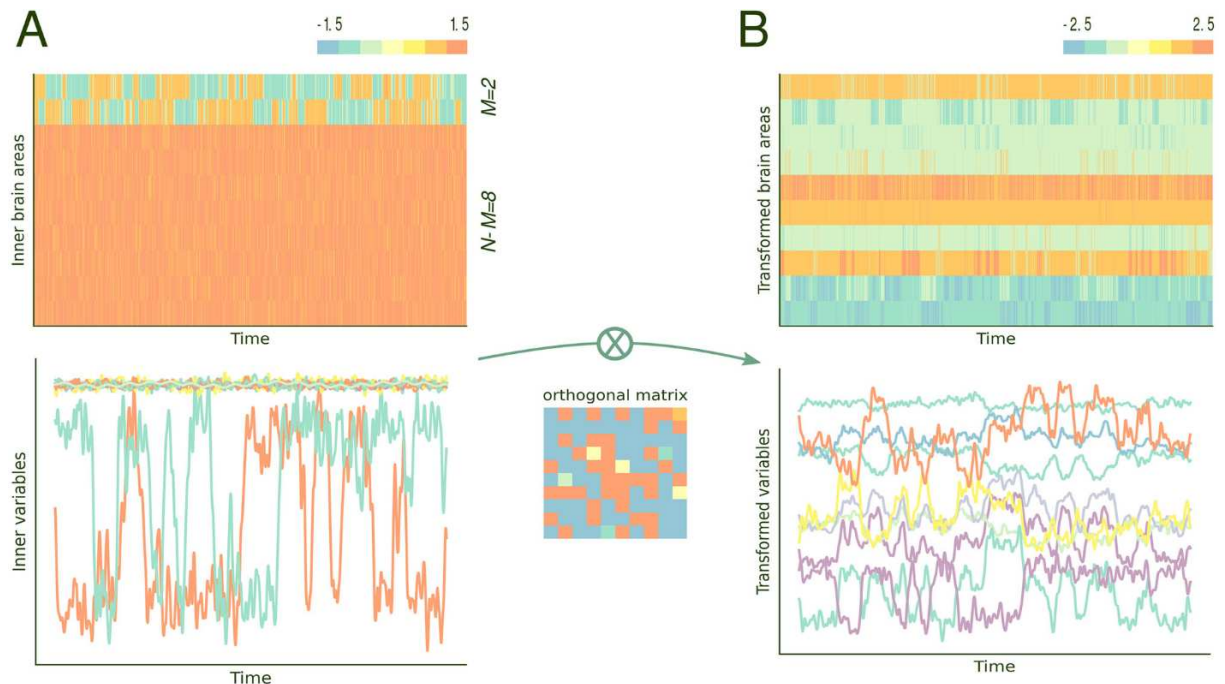 A
-1.5 1.5
Inner brain areas
M=2
N-M=8
Time
Inner variables
Time
orthogonal matrix
B
-2.5 2.5
Transformed brain areas
Time
Transformed variables
Time